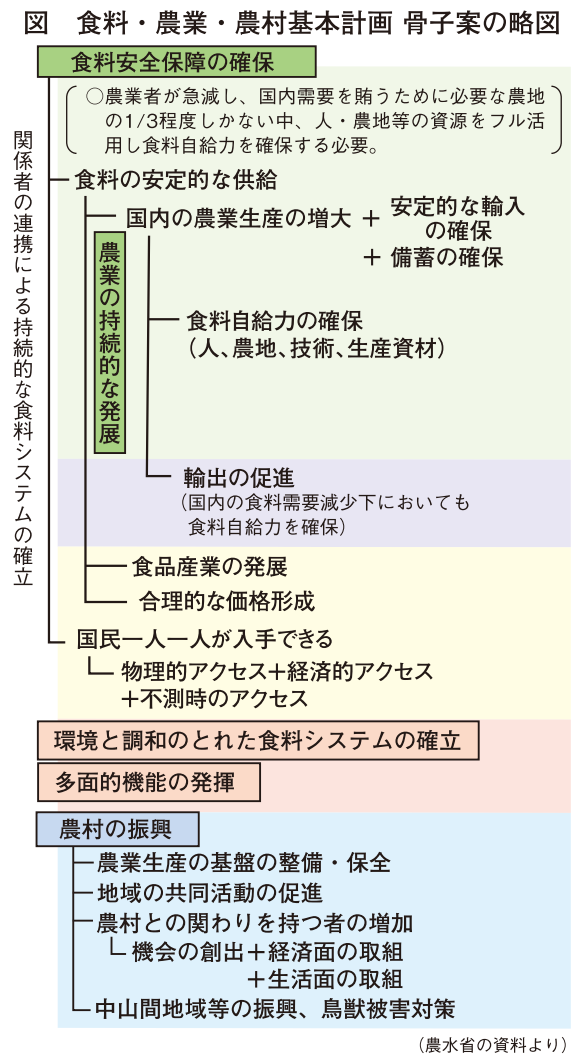 図　食料・農業・農村基本計画 骨子案の略図
食料安全保障の確保
○農業者が急減し、国内需要を賄うために必要な農地
の1/3程度しかない中、人・農地等の資源をフル活
用し食料自給力を確保する必要。
関係者の連携による持続的な食料システムの確立
食料の安定的な供給
国内の農業生産の増大 ＋ 安定的な輸入
の確保
＋ 備蓄の確保
農業の持続的な発展
食料自給力の確保
（人、農地、技術、生産資材）
輸出の促進
（国内の食料需要減少下においても
食料自給力を確保）
食品産業の発展
合理的な価格形成
国民一人一人が入手できる
物理的アクセス＋経済的アクセス
＋不測時のアクセス
環境と調和のとれた食料システムの確立
多面的機能の発揮
農村の振興
農業生産の基盤の整備・保全
地域の共同活動の促進
農村との関わりを持つ者の増加
機会の創出＋経済面の取組
＋生活面の取組
中山間地域等の振興、鳥獣被害対策
（農水省の資料より）